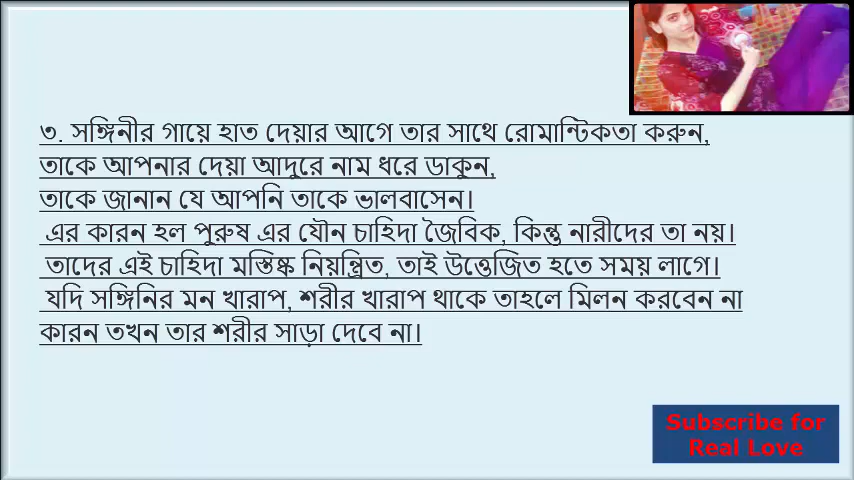 ৩. সঙ্গিনীর গায়ে হাত দেয়ার আগে তার সাথে রোমান্টিকতা করুন,
তাকে আপনার দেয়া আদুরে নাম ধরে ডাকুন,
তাকে জানান যে আপনি তাকে ভালবাসেন।
এর কারন হল পুরুষ এর যৌন চাহিদা জৈবিক, কিন্তু নারীদের তা নয়।
তাদের এই চাহিদা মস্তিষ্ক নিয়ন্ত্রিত, তাই উত্তেজিত হতে সময় লাগে।
যদি সঙ্গিনির মন খারাপ, শরীর খারাপ থাকে তাহলে মিলন করবেন না
কারন তখন তার শরীর সাড়া দেবে না।
Subscribe for
Real Love